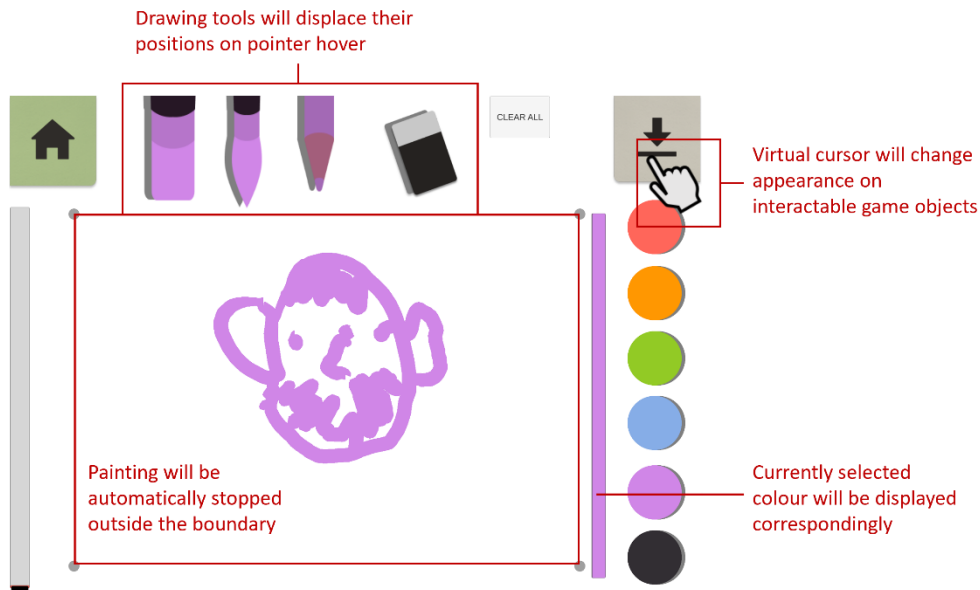 Drawing tools will displace their
positions on pointer hover
CLEAR ALL
Virtual cursor will change
appearance on
interactable game objects
Painting will be
automatically stopped
outside the boundary
Currently selected
colour will be displayed
correspondingly